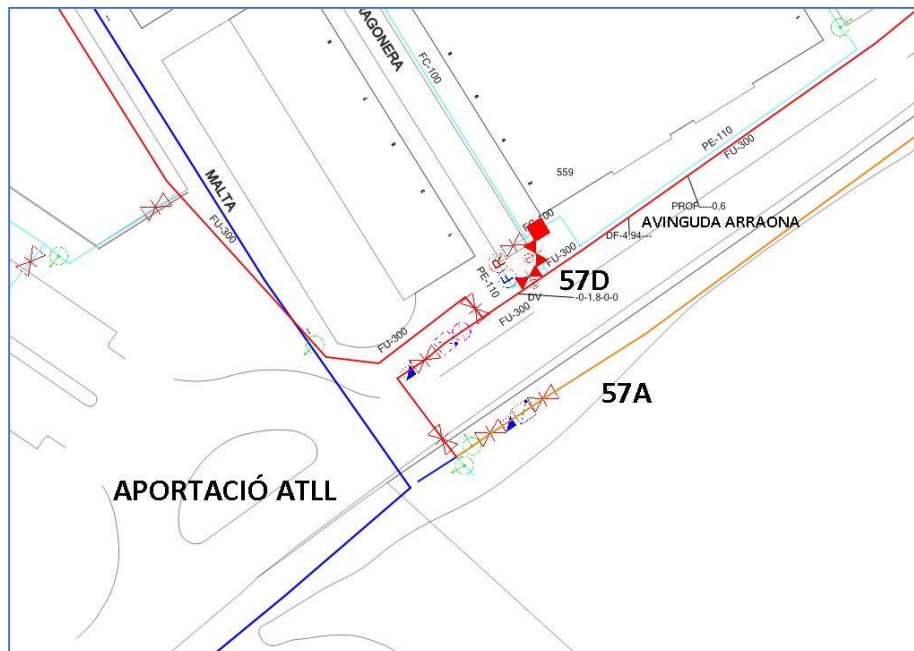 RAGONERA
FC-100
PE-110
FU-300
559
MALTA
FU-300
PROF----0.6
FC-100
AVINGUDA ARRAONA
DF-4.94---
R
FU-300
F
57D
PE-110
DV
-0-1.8-0-0
FU-300
FU-300
57A
APORTACIÓ ATLL